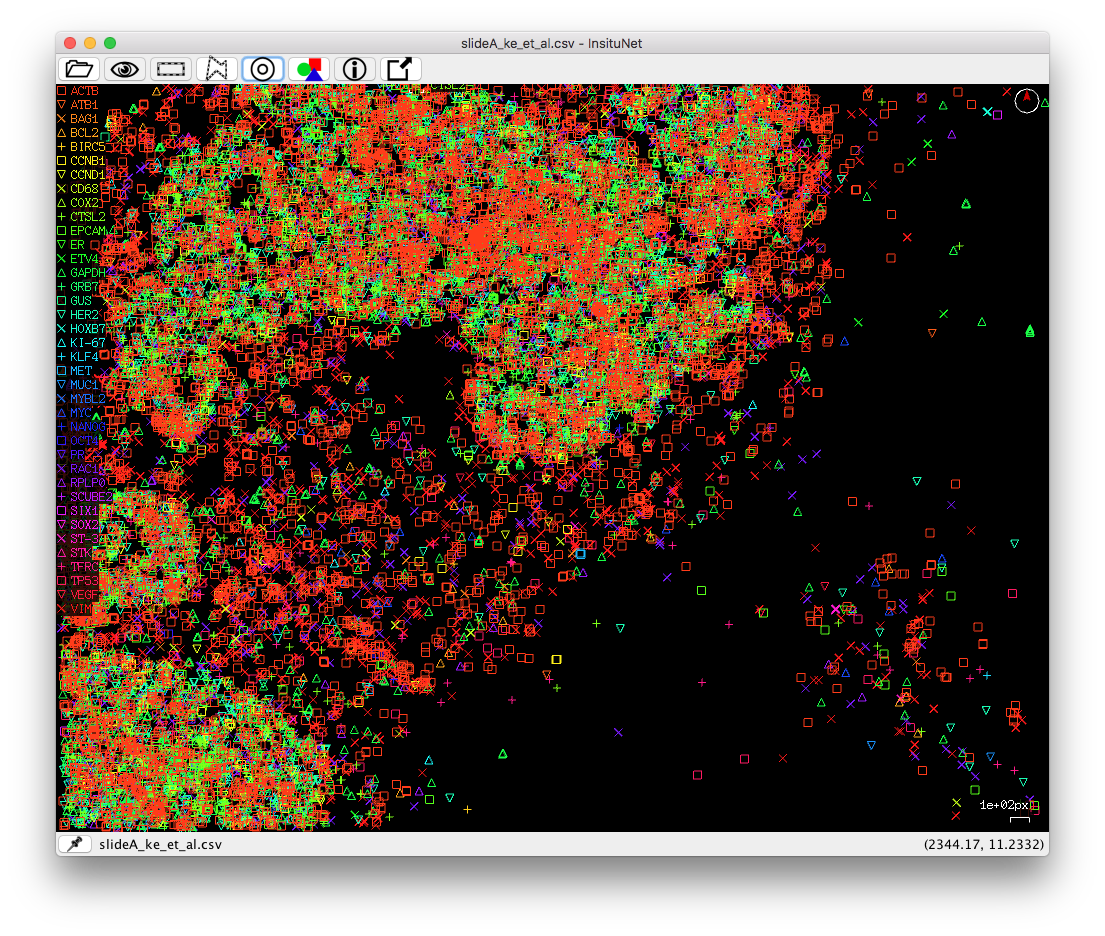 slideA_ke_et_al.csv - InsituNet
CTSL2
ACTB
ATB1
BAG1
BCL2
BIRC5
CCNB1
CCND1
CD68
COX2
CTSL2
EPCAM
ER
ETV4
GAPDH
GRB7
GUS
HER2
HOXB7
KI-67
KLF4
MET
MUC1
MYBL2
MYC
NANOG
OCT4
RAC1
RPLP0
SCUBE2
SIX1
SOX2
ST-3
TFRC
TP53
VEGF
VIM
1e+02px
slideA_ke_et_al.csv
(2344.17, 11.2332)